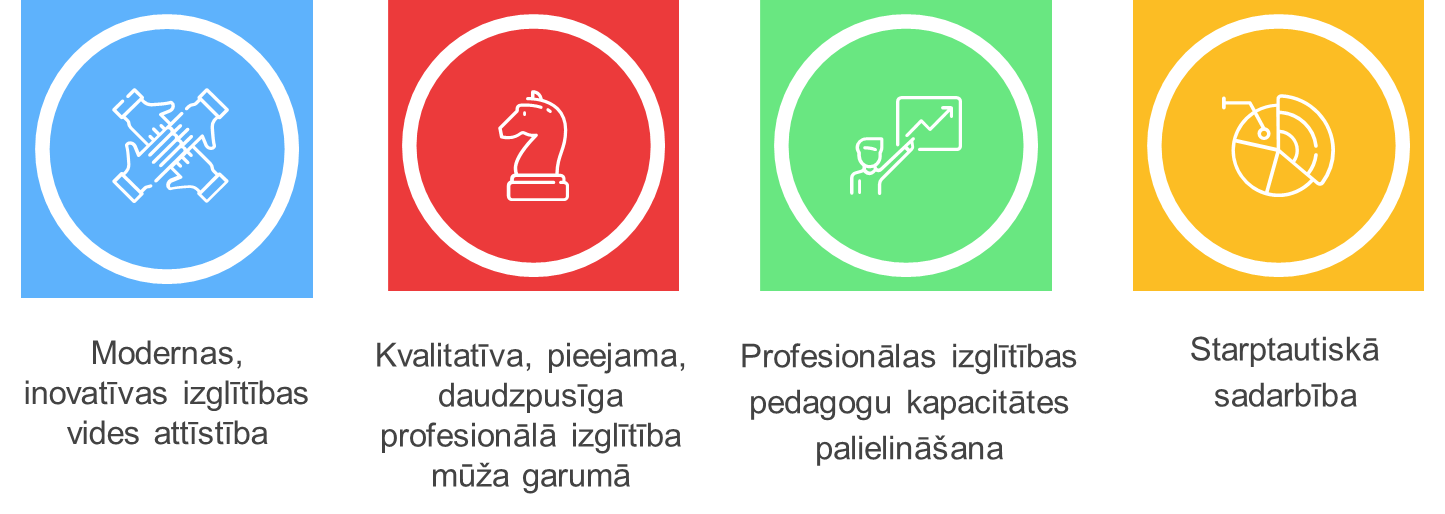 Modernas,
inovatīvas izglītības
vides attīstība
Kvalitatīva, pieejama,
daudzpusīga
profesionālā izglītība
mūža garumā
Profesionālas izglītības
pedagogu kapacitātes
palielināšana
Starptautiskā
sadarbība